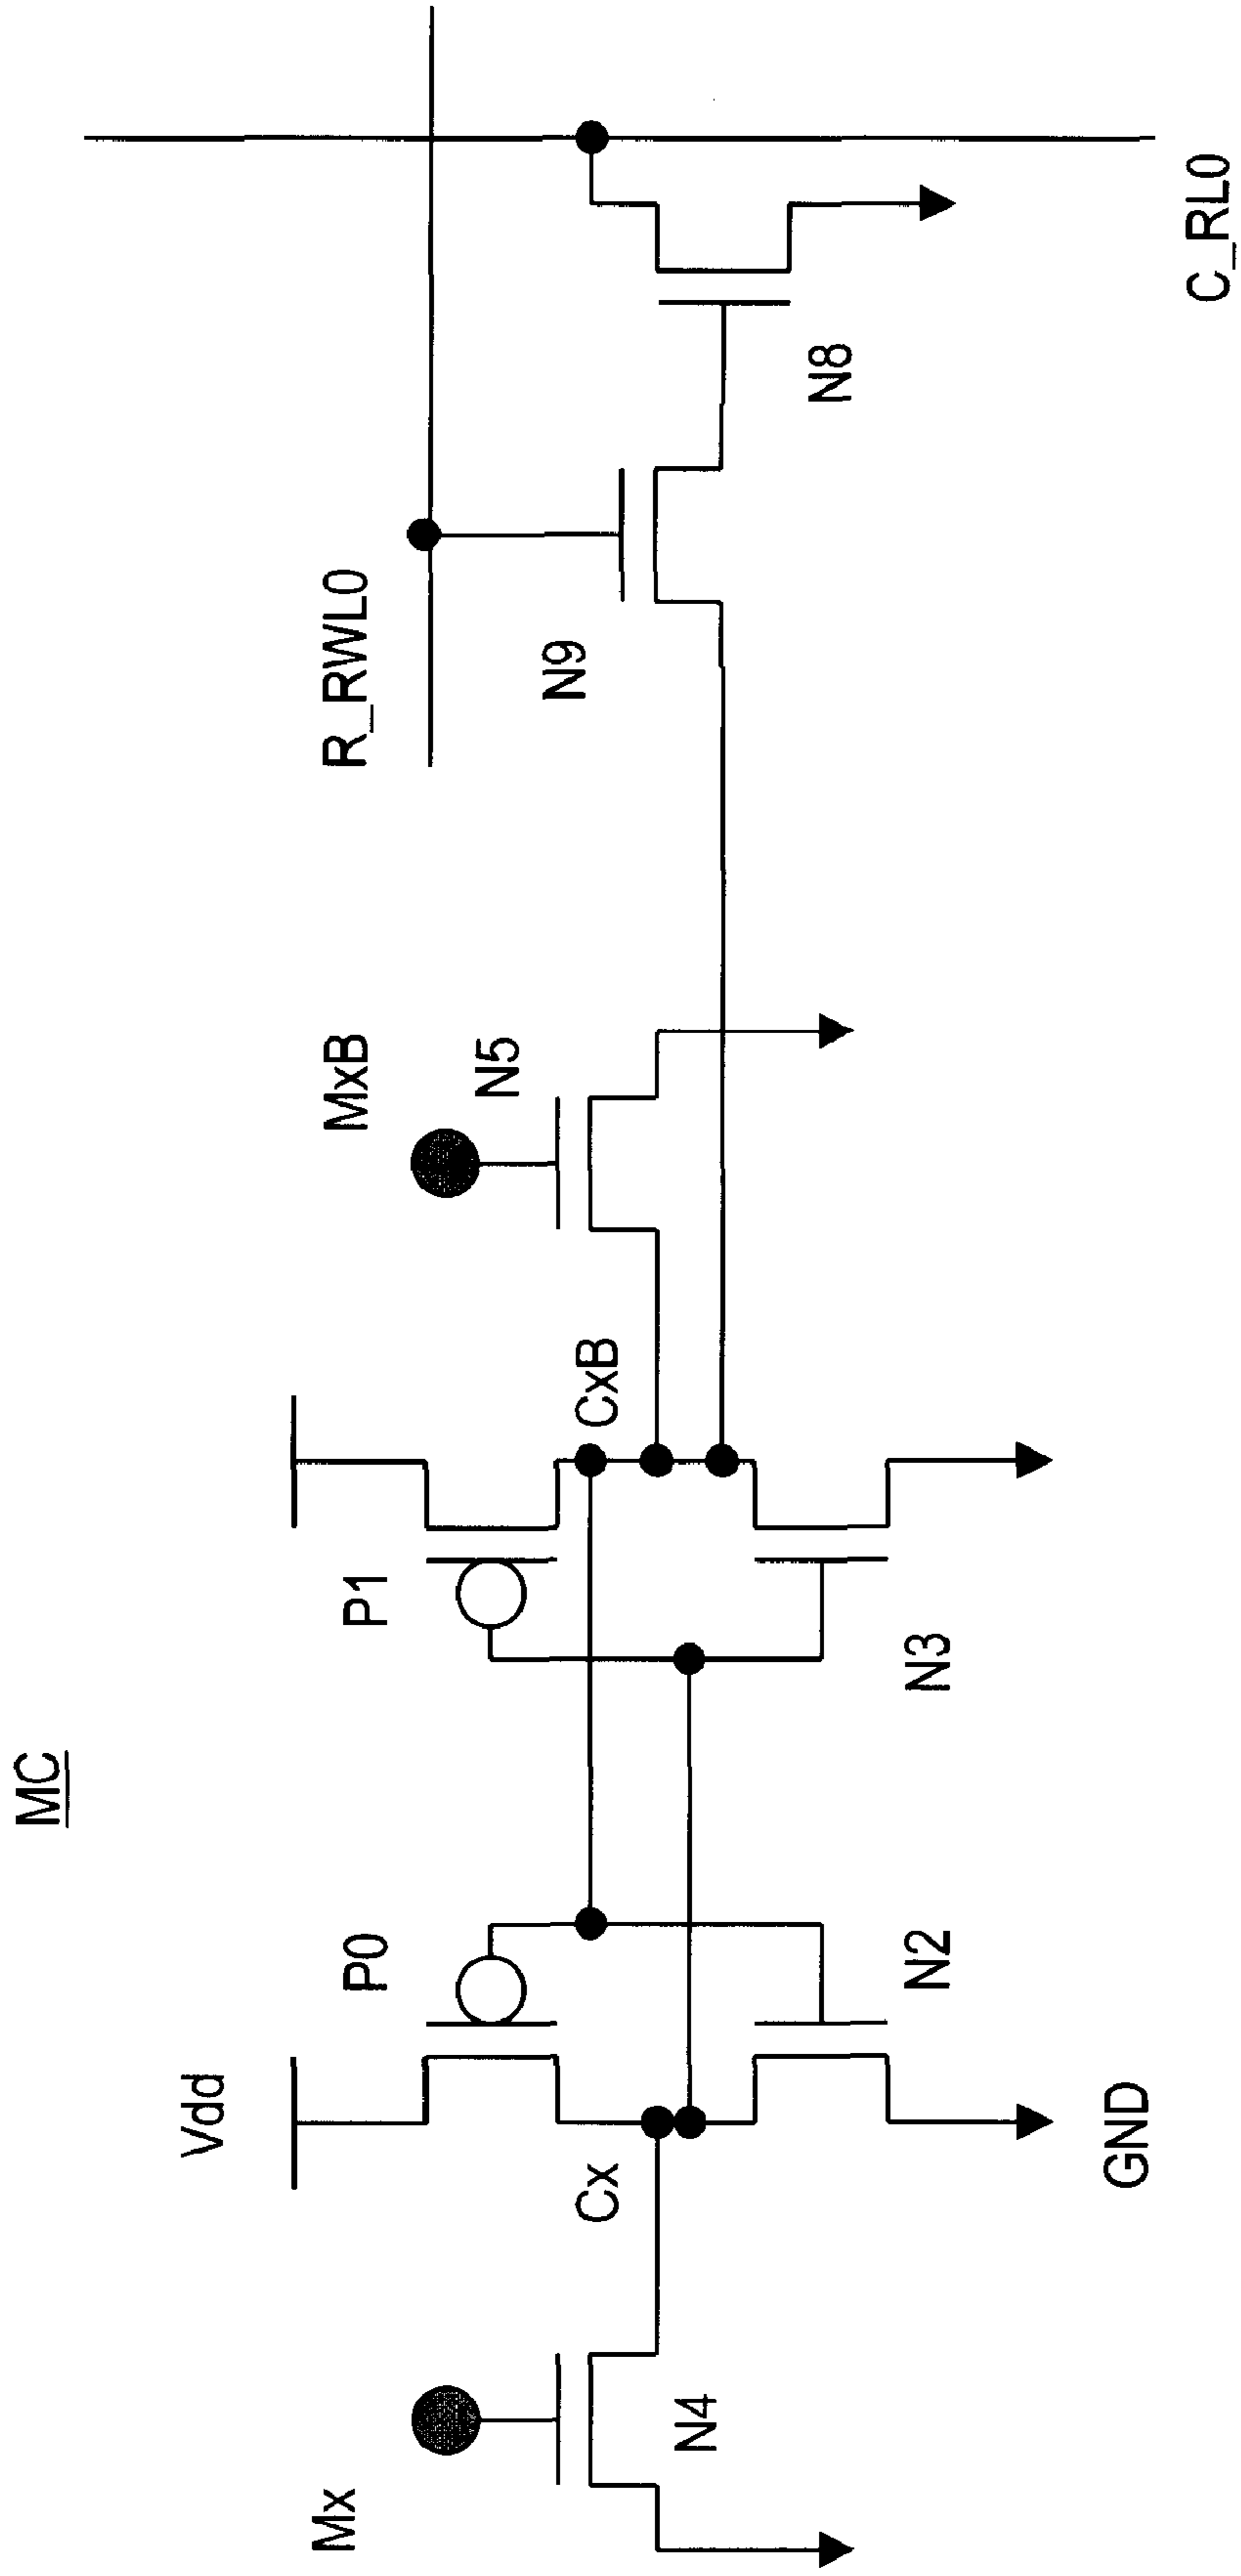 MC
Vdd
Mx
P0
P1
MxB
N5
R_RWL0
N9
Cx
CxB
N4
N2
N3
N8
GND
C_RL0